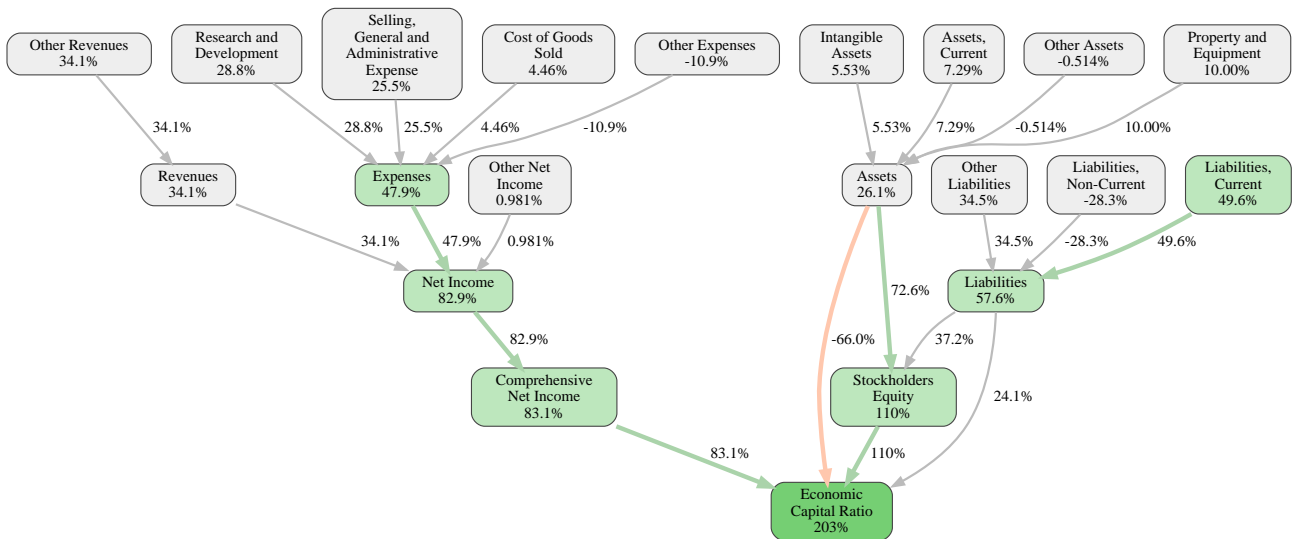 Other Revenues
34.1%
Research and
Development
28.8%
Selling,
General and
Administrative
Expense
25.5%
Cost of Goods
Sold
4.46%
Other Expenses
-10.9%
Intangible
Assets
5.53%
Assets,
Current
7.29%
Other Assets
-0.514%
Property and
Equipment
10.00%
34.1%
28.8%
25.5%
4.46%
-10.9%
5.53%
7.29%
-0.514%
10.00%
Revenues
34.1%
Expenses
47.9%
Other Net
Income
0.981%
Assets
26.1%
Other
Liabilities
34.5%
Liabilities,
Non-Current
-28.3%
Liabilities,
Current
49.6%
34.1%
47.9%
0.981%
34.5%
-28.3%
49.6%
Net Income
82.9%
Liabilities
57.6%
72.6%
82.9%
-66.0%
37.2%
Comprehensive
Net Income
83.1%
Stockholders
Equity
110%
24.1%
83.1%
110%
Economic
Capital Ratio
203%